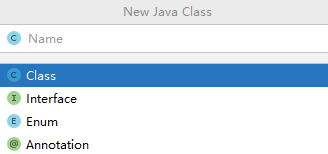 New Java Class
C Name
C Class
I Interface
E Enum
@ Annotation